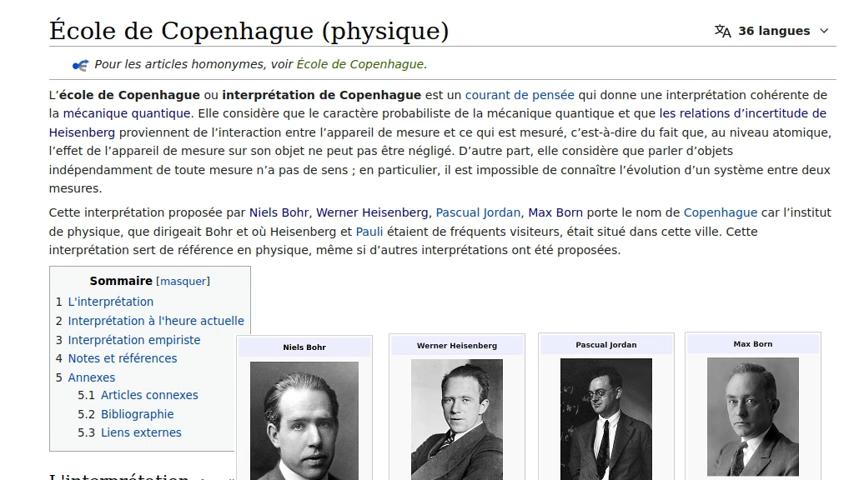 École de Copenhague (physique)
36 langues
Pour les articles homonymes, voir École de Copenhague.
L’école de Copenhague ou interprétation de Copenhague est un courant de pensée qui donne une interprétation cohérente de
la mécanique quantique. Elle considère que le caractère probabiliste de la mécanique quantique et que les relations d’incertitude de
Heisenberg proviennent de l’interaction entre l’appareil de mesure et ce qui est mesuré, c’est-à-dire du fait que, au niveau atomique,
l’effet de l’appareil de mesure sur son objet ne peut pas être négligé. D’autre part, elle considère que parler d’objets
indépendamment de toute mesure n’a pas de sens ; en particulier, il est impossible de connaître l’évolution d’un système entre deux
mesures.
Cette interprétation proposée par Niels Bohr, Werner Heisenberg, Pascual Jordan, Max Born porte le nom de Copenhague car l’institut
de physique, que dirigeait Bohr et où Heisenberg et Pauli étaient de fréquents visiteurs, était situé dans cette ville. Cette
interprétation sert de référence en physique, même si d’autres interprétations ont été proposées.
Sommaire [masquer]
1 L'interprétation
2 Interprétation à l'heure actuelle
3 Interprétation empiriste
4 Notes et références
5 Annexes
5.1 Articles connexes
5.2 Bibliographie
5.3 Liens externes
Niels Bohr
Werner Heisenberg
Pascual Jordan
Max Born
L'interprétation